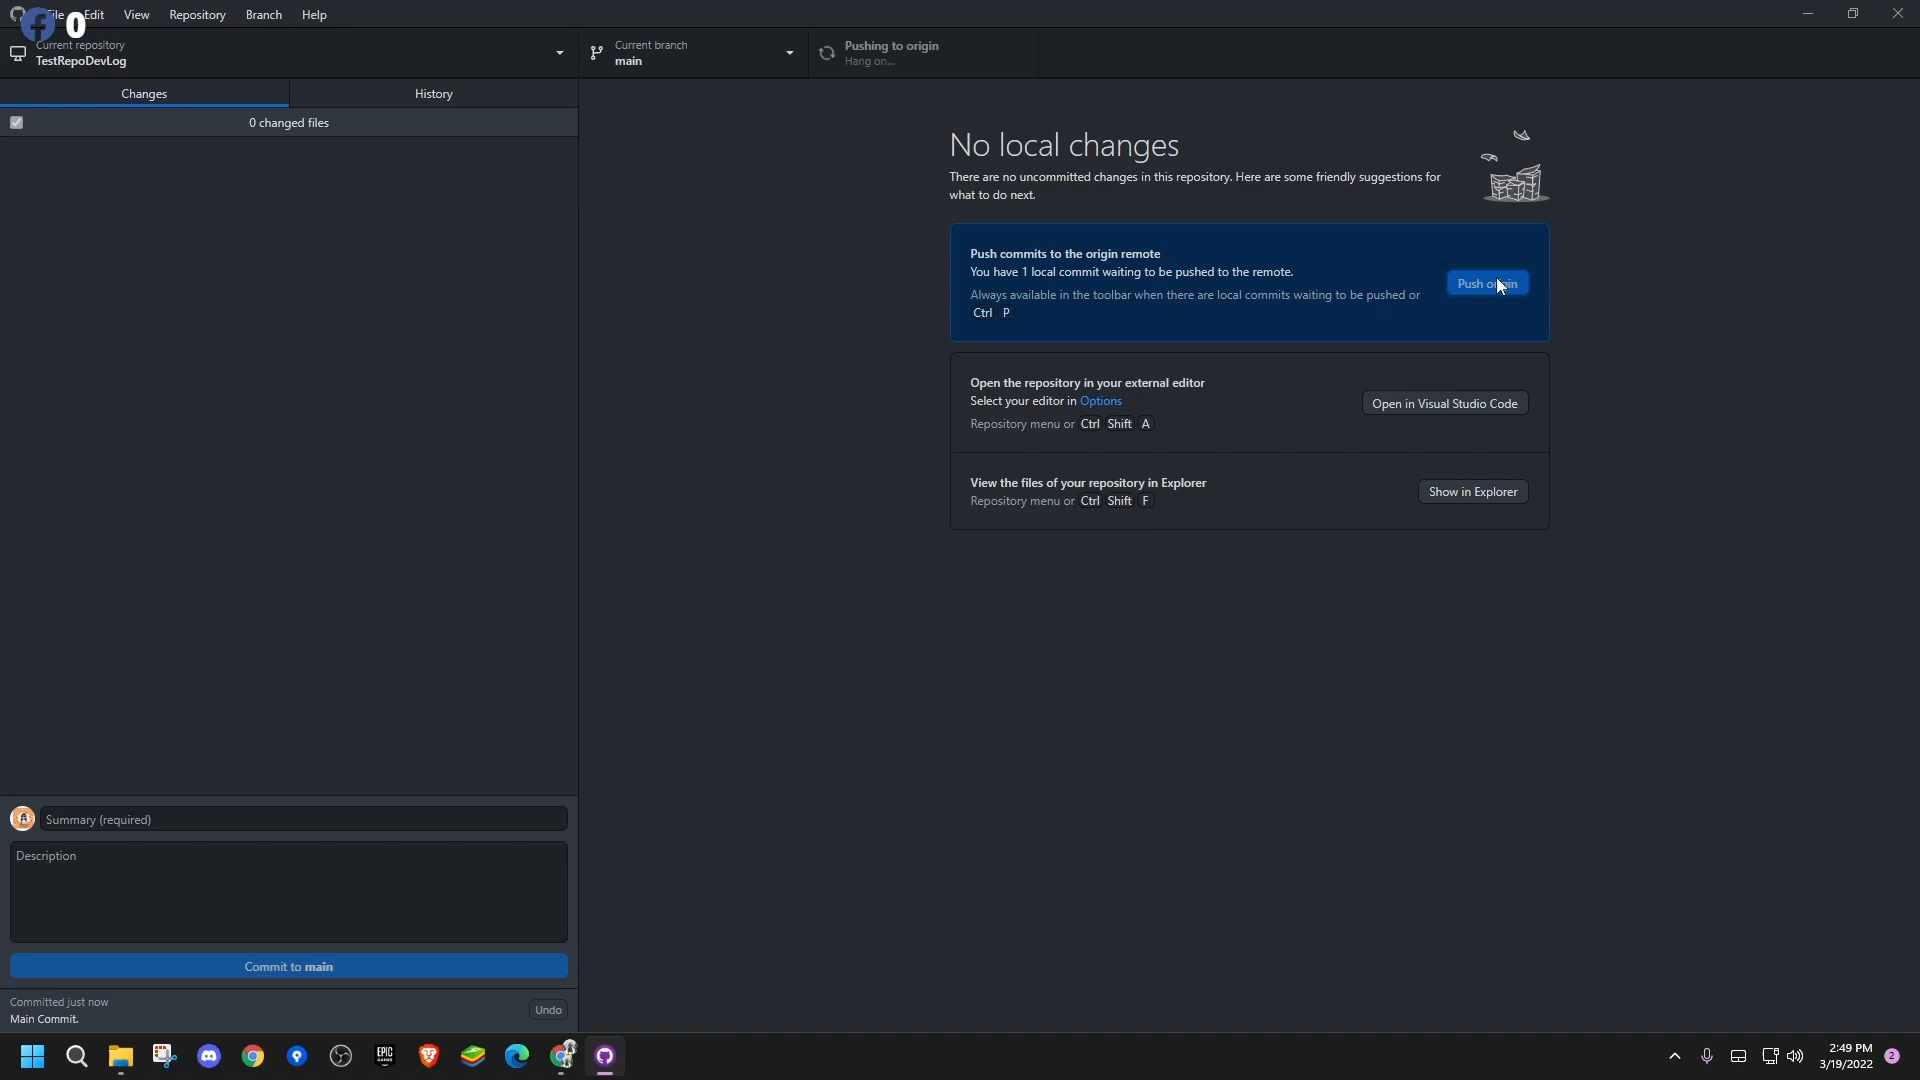 File Edit View Repository Branch Help
0
Current repository
TestRepoDevLog
Current branch
main
Pushing to origin
Hang on...
Changes
History
0 changed files
No local changes
There are no uncommitted changes in this repository. Here are some friendly suggestions for
what to do next.
Push commits to the origin remote
You have 1 local commit waiting to be pushed to the remote.
Always available in the toolbar when there are local commits waiting to be pushed or
Ctrl P
Push origin
Open the repository in your external editor
Select your editor in Options
Repository menu or Ctrl Shift A
Open in Visual Studio Code
View the files of your repository in Explorer
Repository menu or Ctrl Shift F
Show in Explorer
Summary (required)
Description
Commit to main
Committed just now
Main Commit.
Undo
EPIC
GAMES
2:49 PM
3/19/2022
2